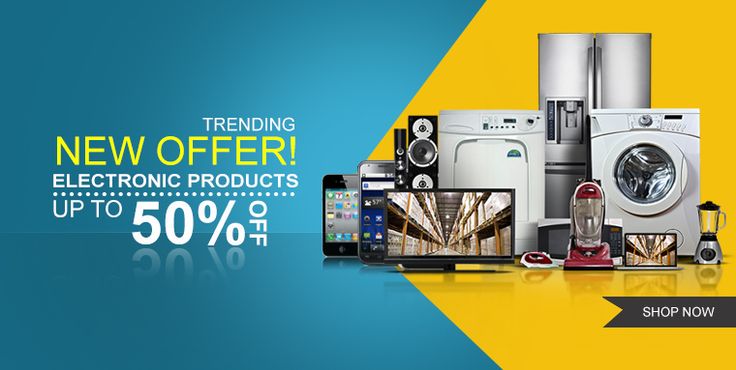 TRENDING
NEW OFFER!
ELECTRONIC PRODUCTS
UP TO 50% OFF
SHOP NOW